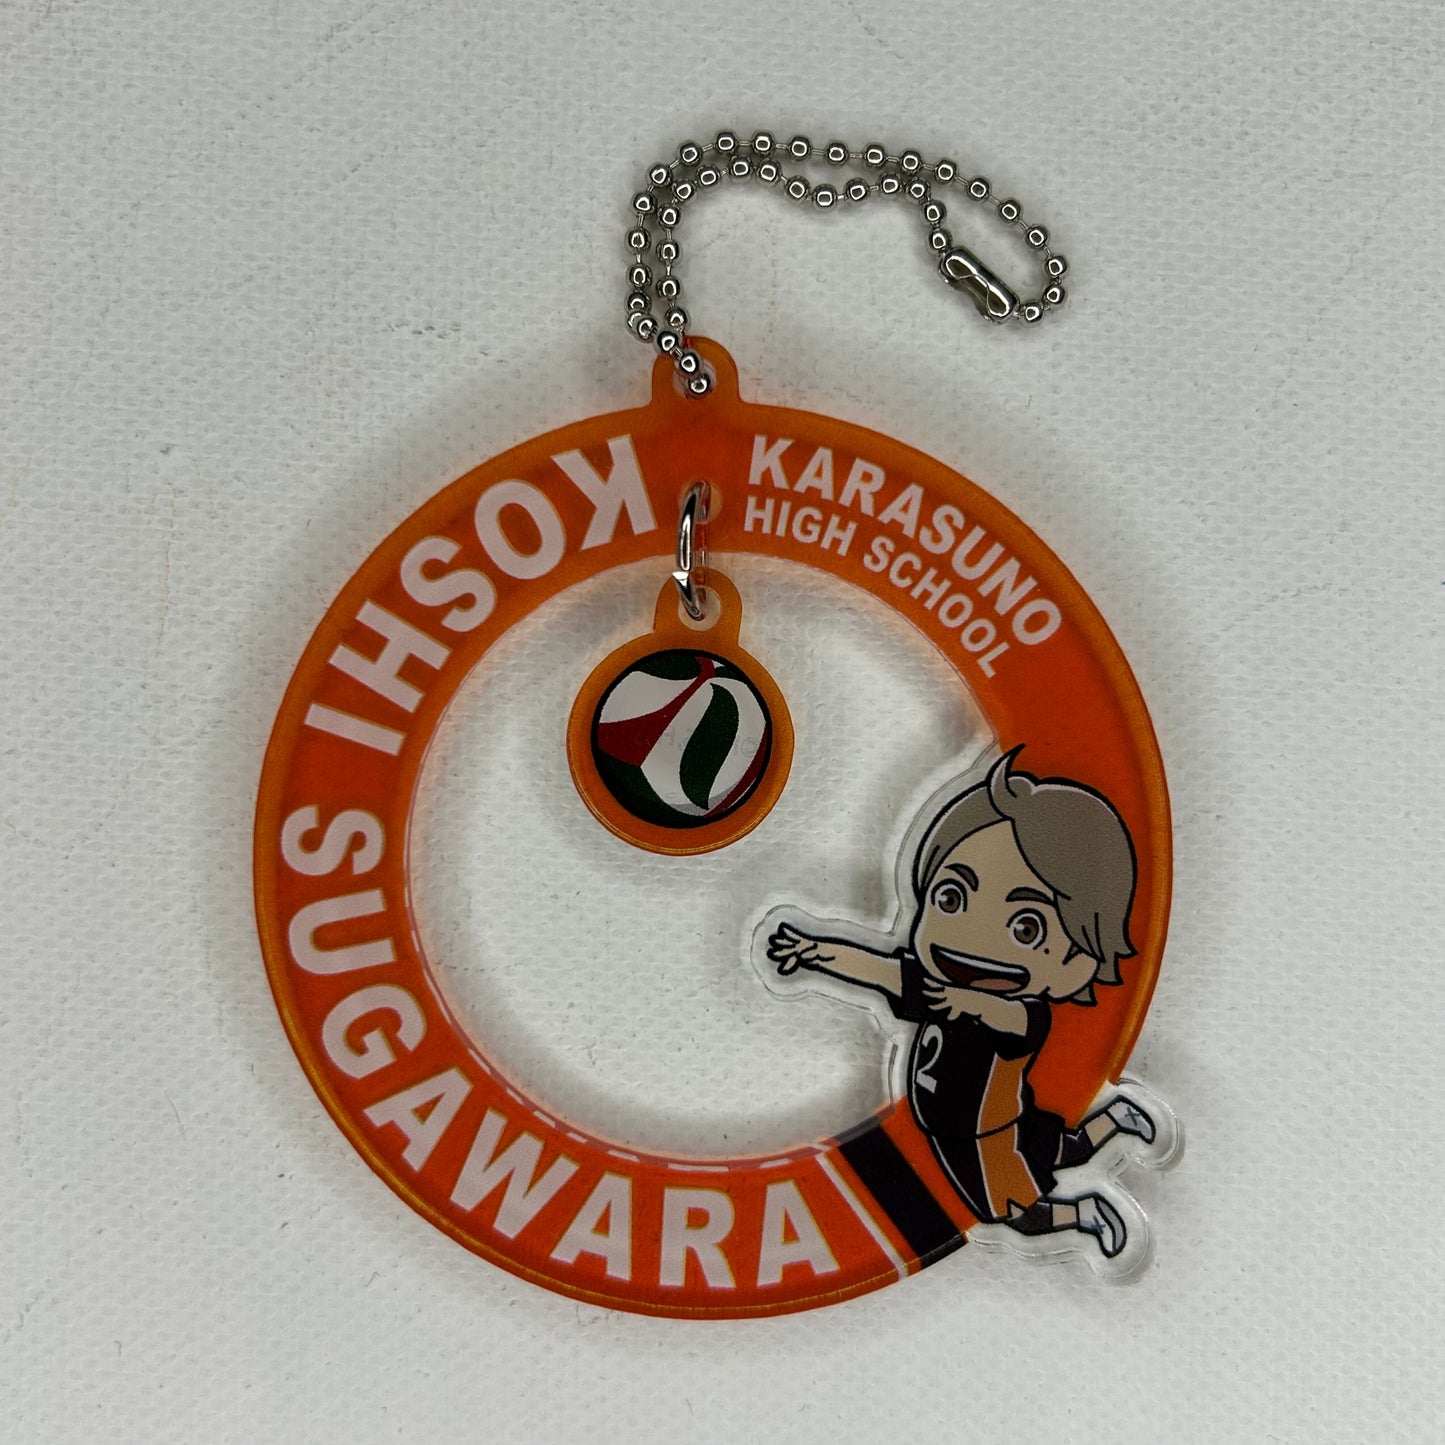 KOSHI SUGAWARA
KARASUNO
HIGH SCHOOL
2